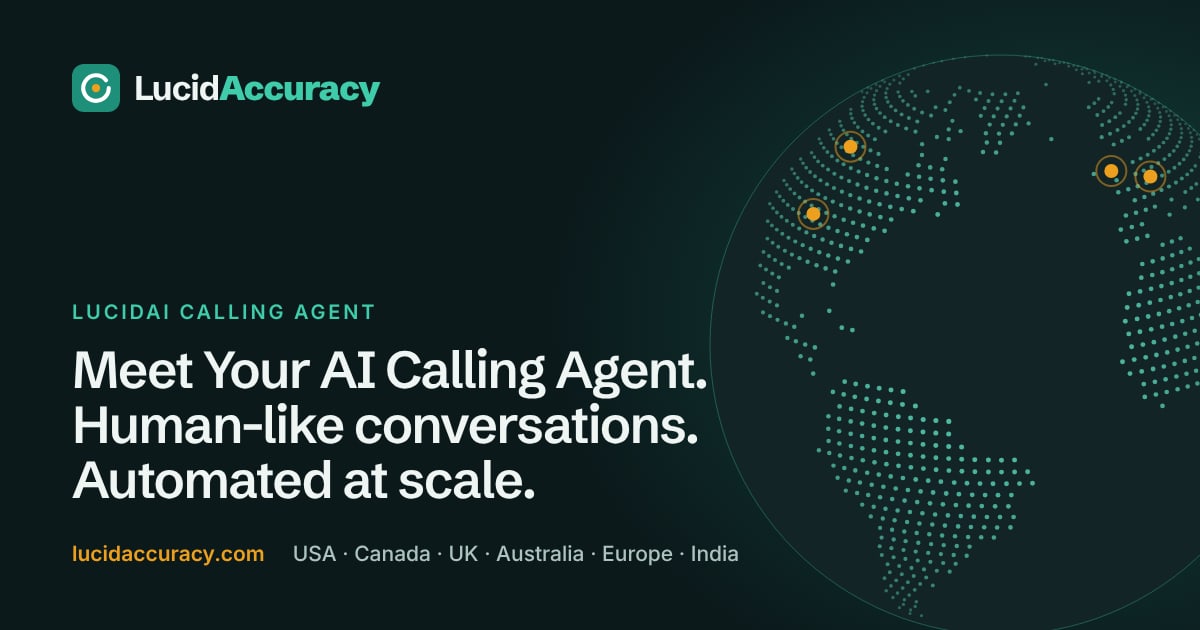 LucidAccuracy
LUCIDAI CALLING AGENT
Meet Your AI Calling Agent.
Human-like conversations.
Automated at scale.
lucidaccuracy.com USA · Canada · UK · Australia · Europe · India